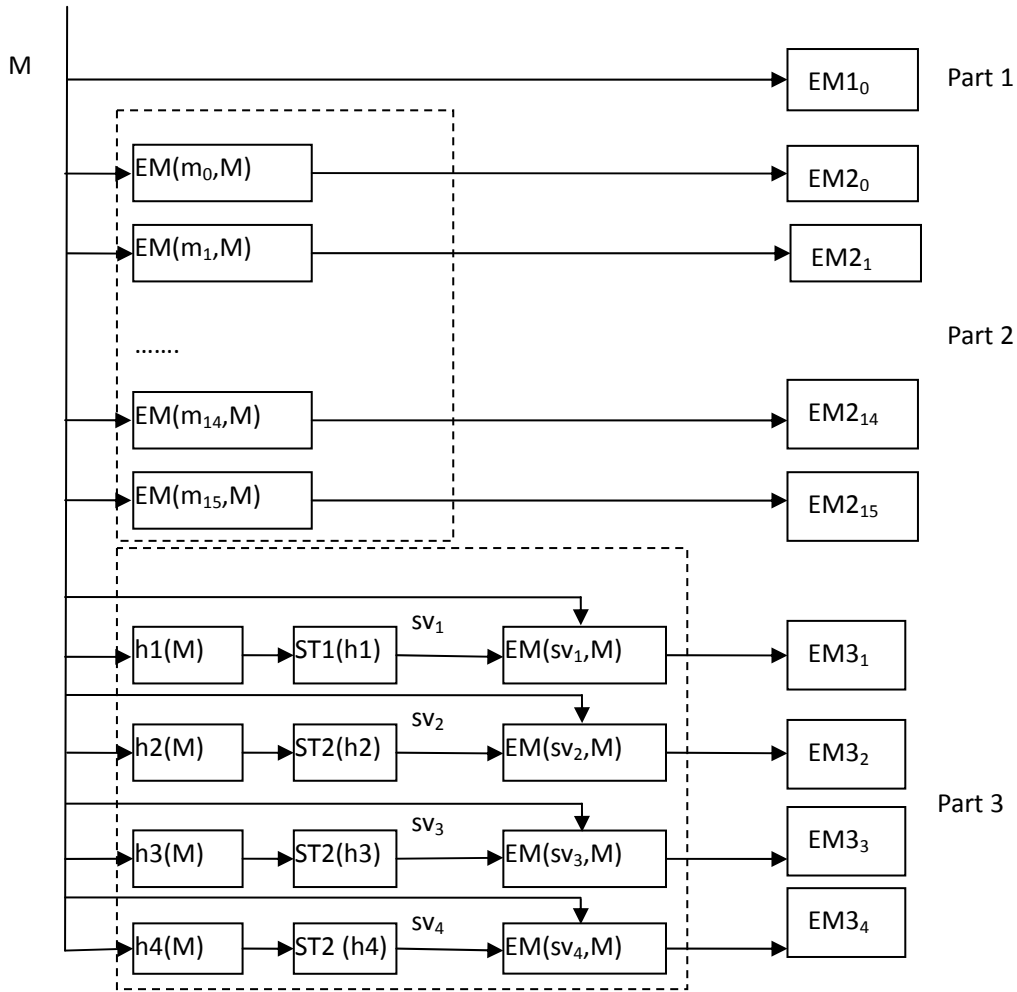 M
EM1₀
Part 1
EM(m₀,M)
EM2₀
EM(m₁,M)
EM2₁
.......
Part 2
EM(m₁₄,M)
EM2₁₄
EM(m₁₅,M)
EM2₁₅
h1(M)
ST1(h1)
sv₁
EM(sv₁,M)
EM3₁
h2(M)
ST2(h2)
sv₂
EM(sv₂,M)
EM3₂
Part 3
h3(M)
ST2(h3)
sv₃
EM(sv₃,M)
EM3₃
h4(M)
ST2 (h4)
sv₄
EM(sv₄,M)
EM3₄